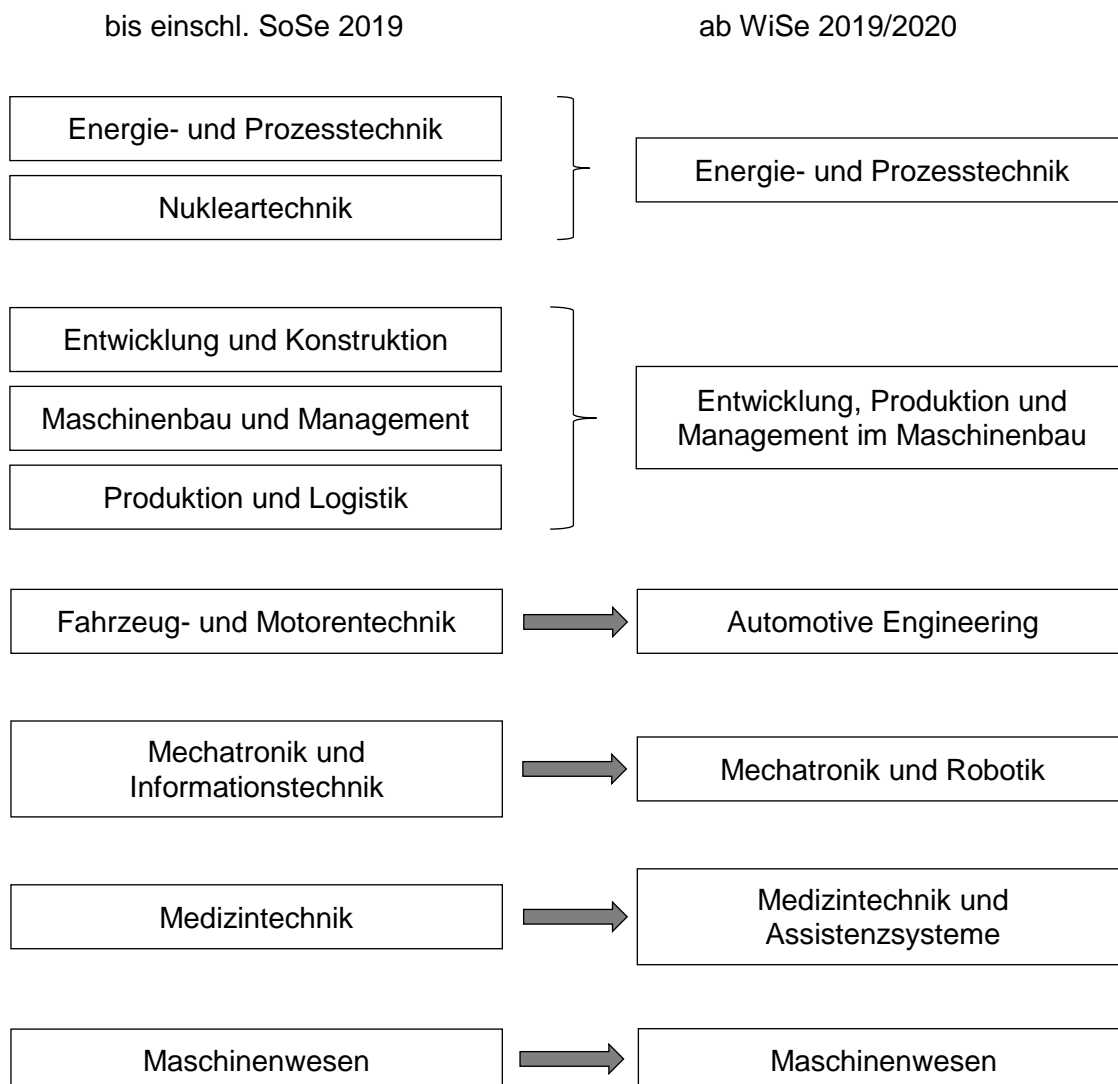 bis einschl. SoSe 2019
ab WiSe 2019/2020
Energie- und Prozesstechnik
Nukleartechnik
Energie- und Prozesstechnik
Entwicklung und Konstruktion
Maschinenbau und Management
Produktion und Logistik
Entwicklung, Produktion und
Management im Maschinenbau
Fahrzeug- und Motorentechnik
Automotive Engineering
Mechatronik und
Informationstechnik
Mechatronik und Robotik
Medizintechnik
Medizintechnik und
Assistenzsysteme
Maschinenwesen
Maschinenwesen